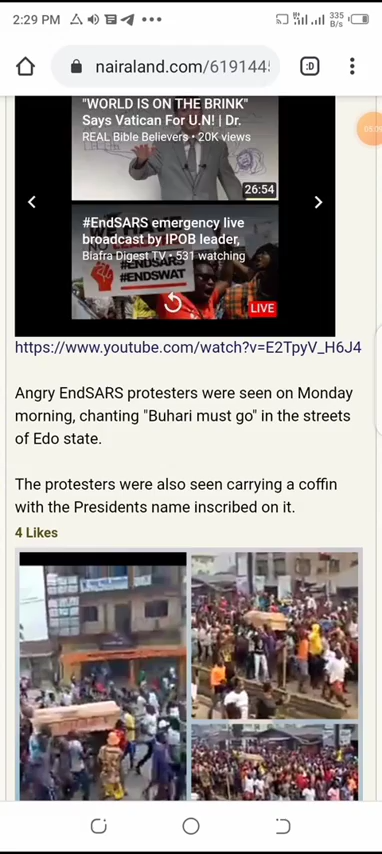 2:29 PM
335
B/s
nairaland.com/6191445
:D
"WORLD IS ON THE BRINK"
Says Vatican For U.N! | Dr.
REAL Bible Believers • 20K views
26:54
#EndSARS emergency live
broadcast by IPOB leader,
Biafra Digest TV • 531 watching
#ENDSARS
#ENDSWAT
LIVE
https://www.youtube.com/watch?v=E2TpyV_H6J4
Angry EndSARS protesters were seen on Monday
morning, chanting "Buhari must go" in the streets
of Edo state.
The protesters were also seen carrying a coffin
with the Presidents name inscribed on it.
4 Likes